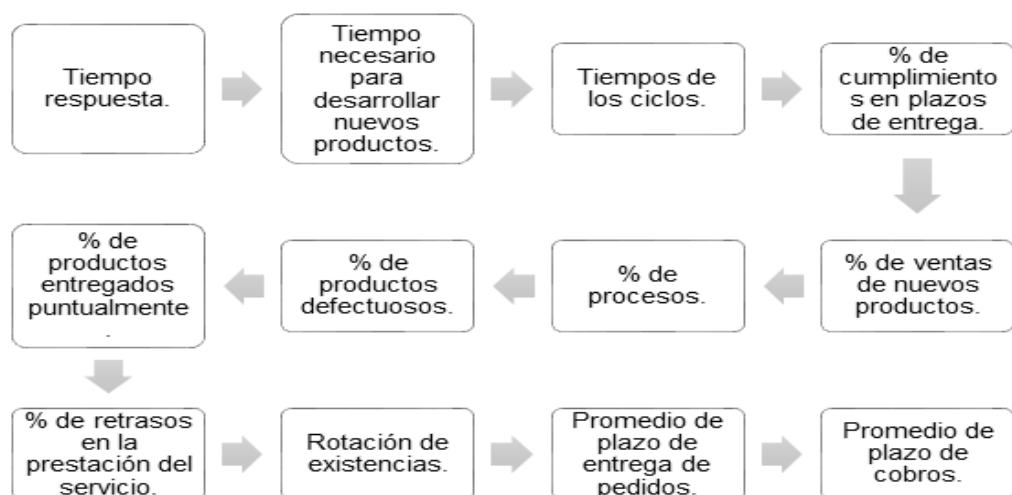 Tiempo
respuesta.
Tiempo
necesario
para
desarrollar
nuevos
productos.
Tiempos de
los ciclos.
% de
cumplimiento
s en plazos
de entrega.
% de ventas
de nuevos
productos.
% de
procesos.
% de
productos
defectuosos.
% de
productos
entregados
puntualmente
.
% de retrasos
en la
prestación del
servicio.
Rotación de
existencias.
Promedio de
plazo de
entrega de
pedidos.
Promedio de
plazo de
cobros.